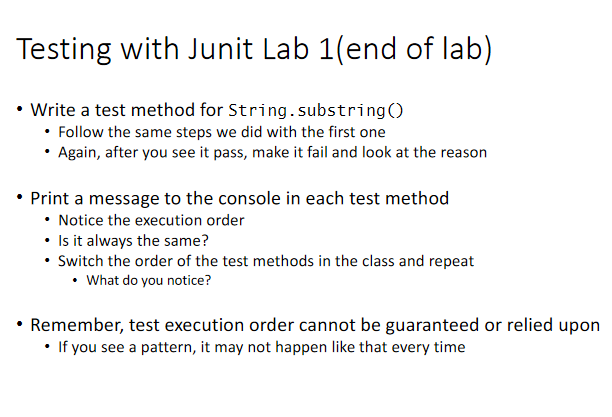 Testing with Junit Lab 1(end of lab)
• Write a test method for String.substring()
• Follow the same steps we did with the first one
• Again, after you see it pass, make it fail and look at the reason
• Print a message to the console in each test method
• Notice the execution order
• Is it always the same?
• Switch the order of the test methods in the class and repeat
• What do you notice?
• Remember, test execution order cannot be guaranteed or relied upon
• If you see a pattern, it may not happen like that every time